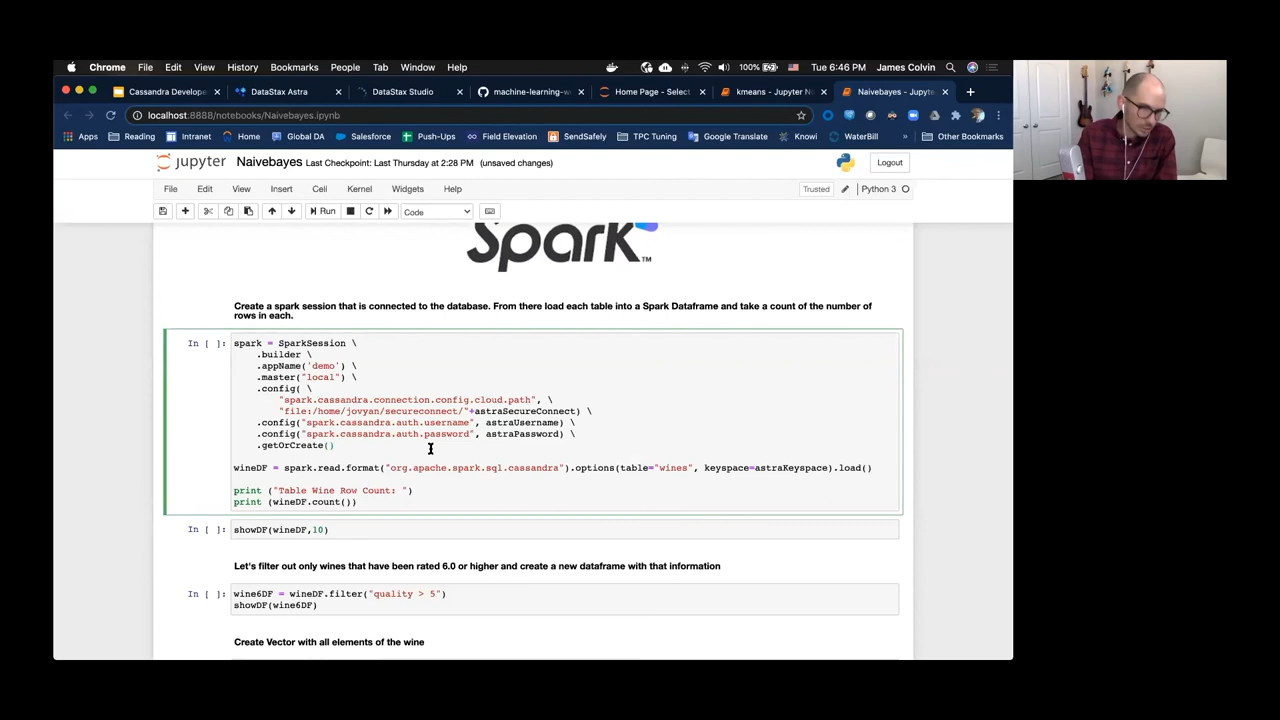 Chrome File Edit View History Bookmarks People Tab Window Help 100% Tue 6:46 PM James Colvin
Cassandra Develope DataStax Astra DataStax Studio machine-learning-w Home Page - Select kmeans - Jupyter No Naivebayes - Jupyte
localhost:8888/notebooks/Naivebayes.ipynb
Apps Reading Intranet Home Global DA Salesforce Push-Ups Field Elevation SendSafely TPC Tuning Google Translate Knowi WaterBill » Other Bookmarks
jupyter Naivebayes Last Checkpoint: Last Thursday at 2:28 PM (unsaved changes) Logout
File Edit View Insert Cell Kernel Widgets Help Trusted Python 3
Run Code
Spark™
Create a spark session that is connected to the database. From there load each table into a Spark Dataframe and take a count of the number of
rows in each.
In [ ]: spark = SparkSession \
.builder \
.appName('demo') \
.master("local") \
.config( \
"spark.cassandra.connection.config.cloud.path", \
"file:/home/jovyan/secureconnect/"+astraSecureConnect) \
.config("spark.cassandra.auth.username", astraUsername) \
.config("spark.cassandra.auth.password", astraPassword) \
.getOrCreate()
wineDF = spark.read.format("org.apache.spark.sql.cassandra").options(table="wines", keyspace=astraKeyspace).load()
print ("Table Wine Row Count: ")
print (wineDF.count())
In [ ]: showDF(wineDF,10)
Let's filter out only wines that have been rated 6.0 or higher and create a new dataframe with that information
In [ ]: wine6DF = wineDF.filter("quality > 5")
showDF(wine6DF)
Create Vector with all elements of the wine